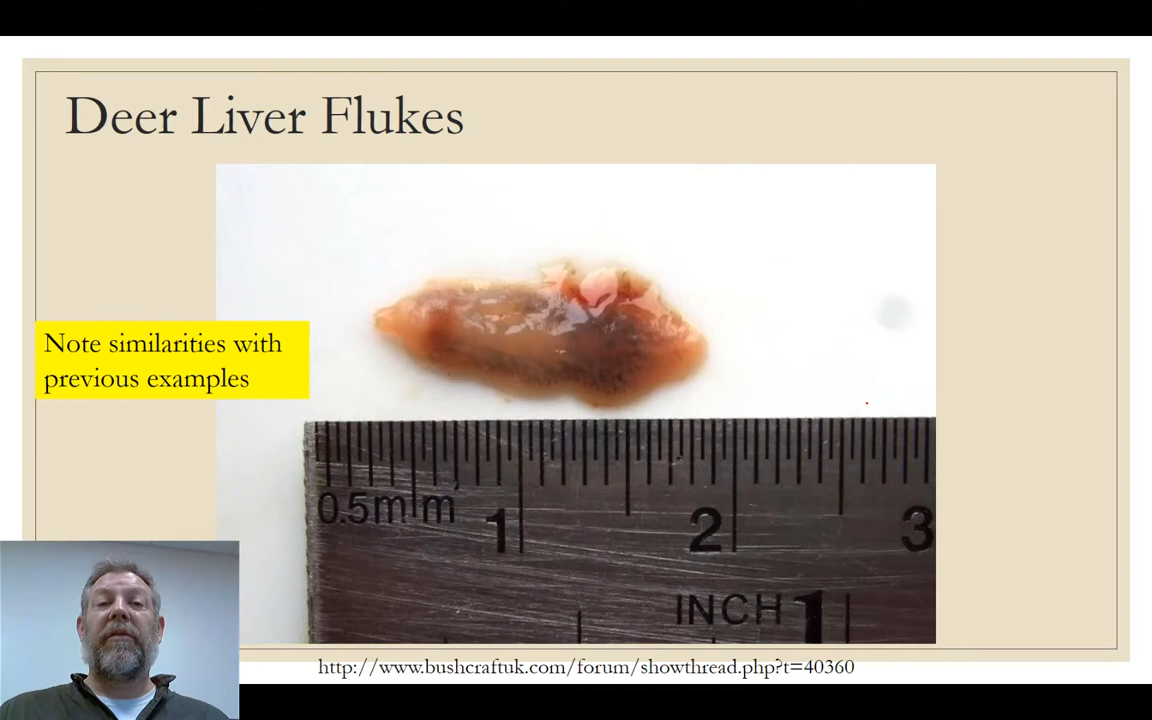 Deer Liver Flukes
Note similarities with
previous examples
0.5mm
1 2 3
INCH 1
http://www.bushcraftuk.com/forum/showthread.php?t=40360